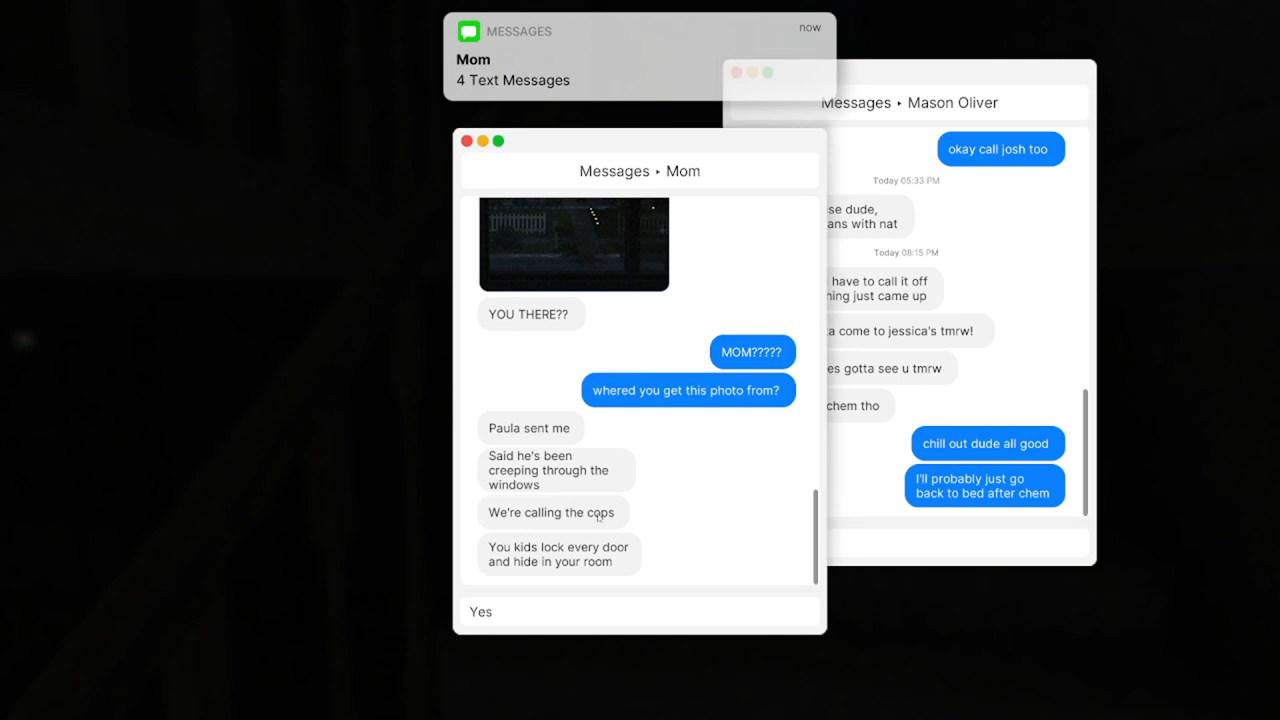 MESSAGES
now
Mom
4 Text Messages
Messages ‣ Mason Oliver
okay call josh too
Today 05:33 PM
se dude,
ans with nat
Today 08:15 PM
have to call it off
ing just came up
a come to jessica's tmrw!
es gotta see u tmrw
chem tho
chill out dude all good
I'll probably just go
back to bed after chem
Messages ‣ Mom
YOU THERE??
MOM?????
whered you get this photo from?
Paula sent me
Said he's been
creeping through the
windows
We're calling the cops
You kids lock every door
and hide in your room
Yes